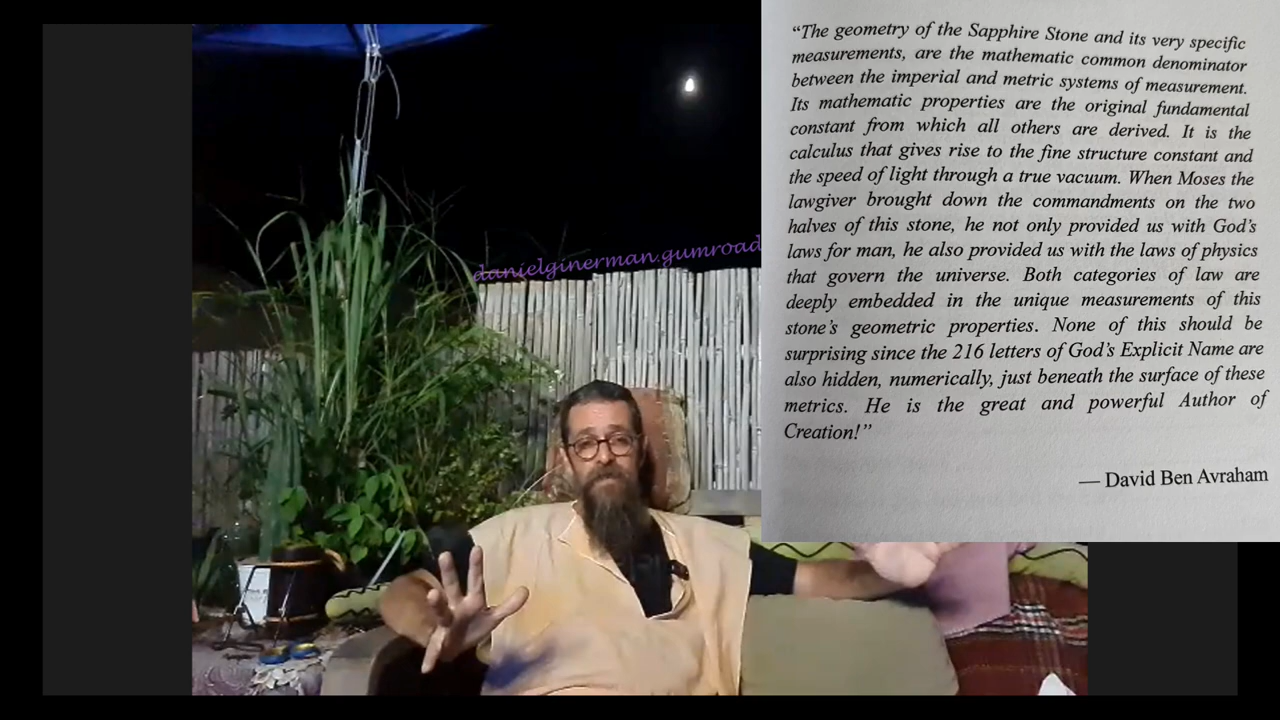 “The geometry of the Sapphire Stone and its very specific
measurements, are the mathematic common denominator
between the imperial and metric systems of measurement.
Its mathematic properties are the original fundamental
constant from which all others are derived. It is the
calculus that gives rise to the fine structure constant and
the speed of light through a true vacuum. When Moses the
lawgiver brought down the commandments on the two
halves of this stone, he not only provided us with God’s
laws for man, he also provided us with the laws of physics
that govern the universe. Both categories of law are
deeply embedded in the unique measurements of this
stone’s geometric properties. None of this should be
surprising since the 216 letters of God’s Explicit Name are
also hidden, numerically, just beneath the surface of these
metrics. He is the great and powerful Author of
Creation!”
— David Ben Avraham
danielginerman.gumroad